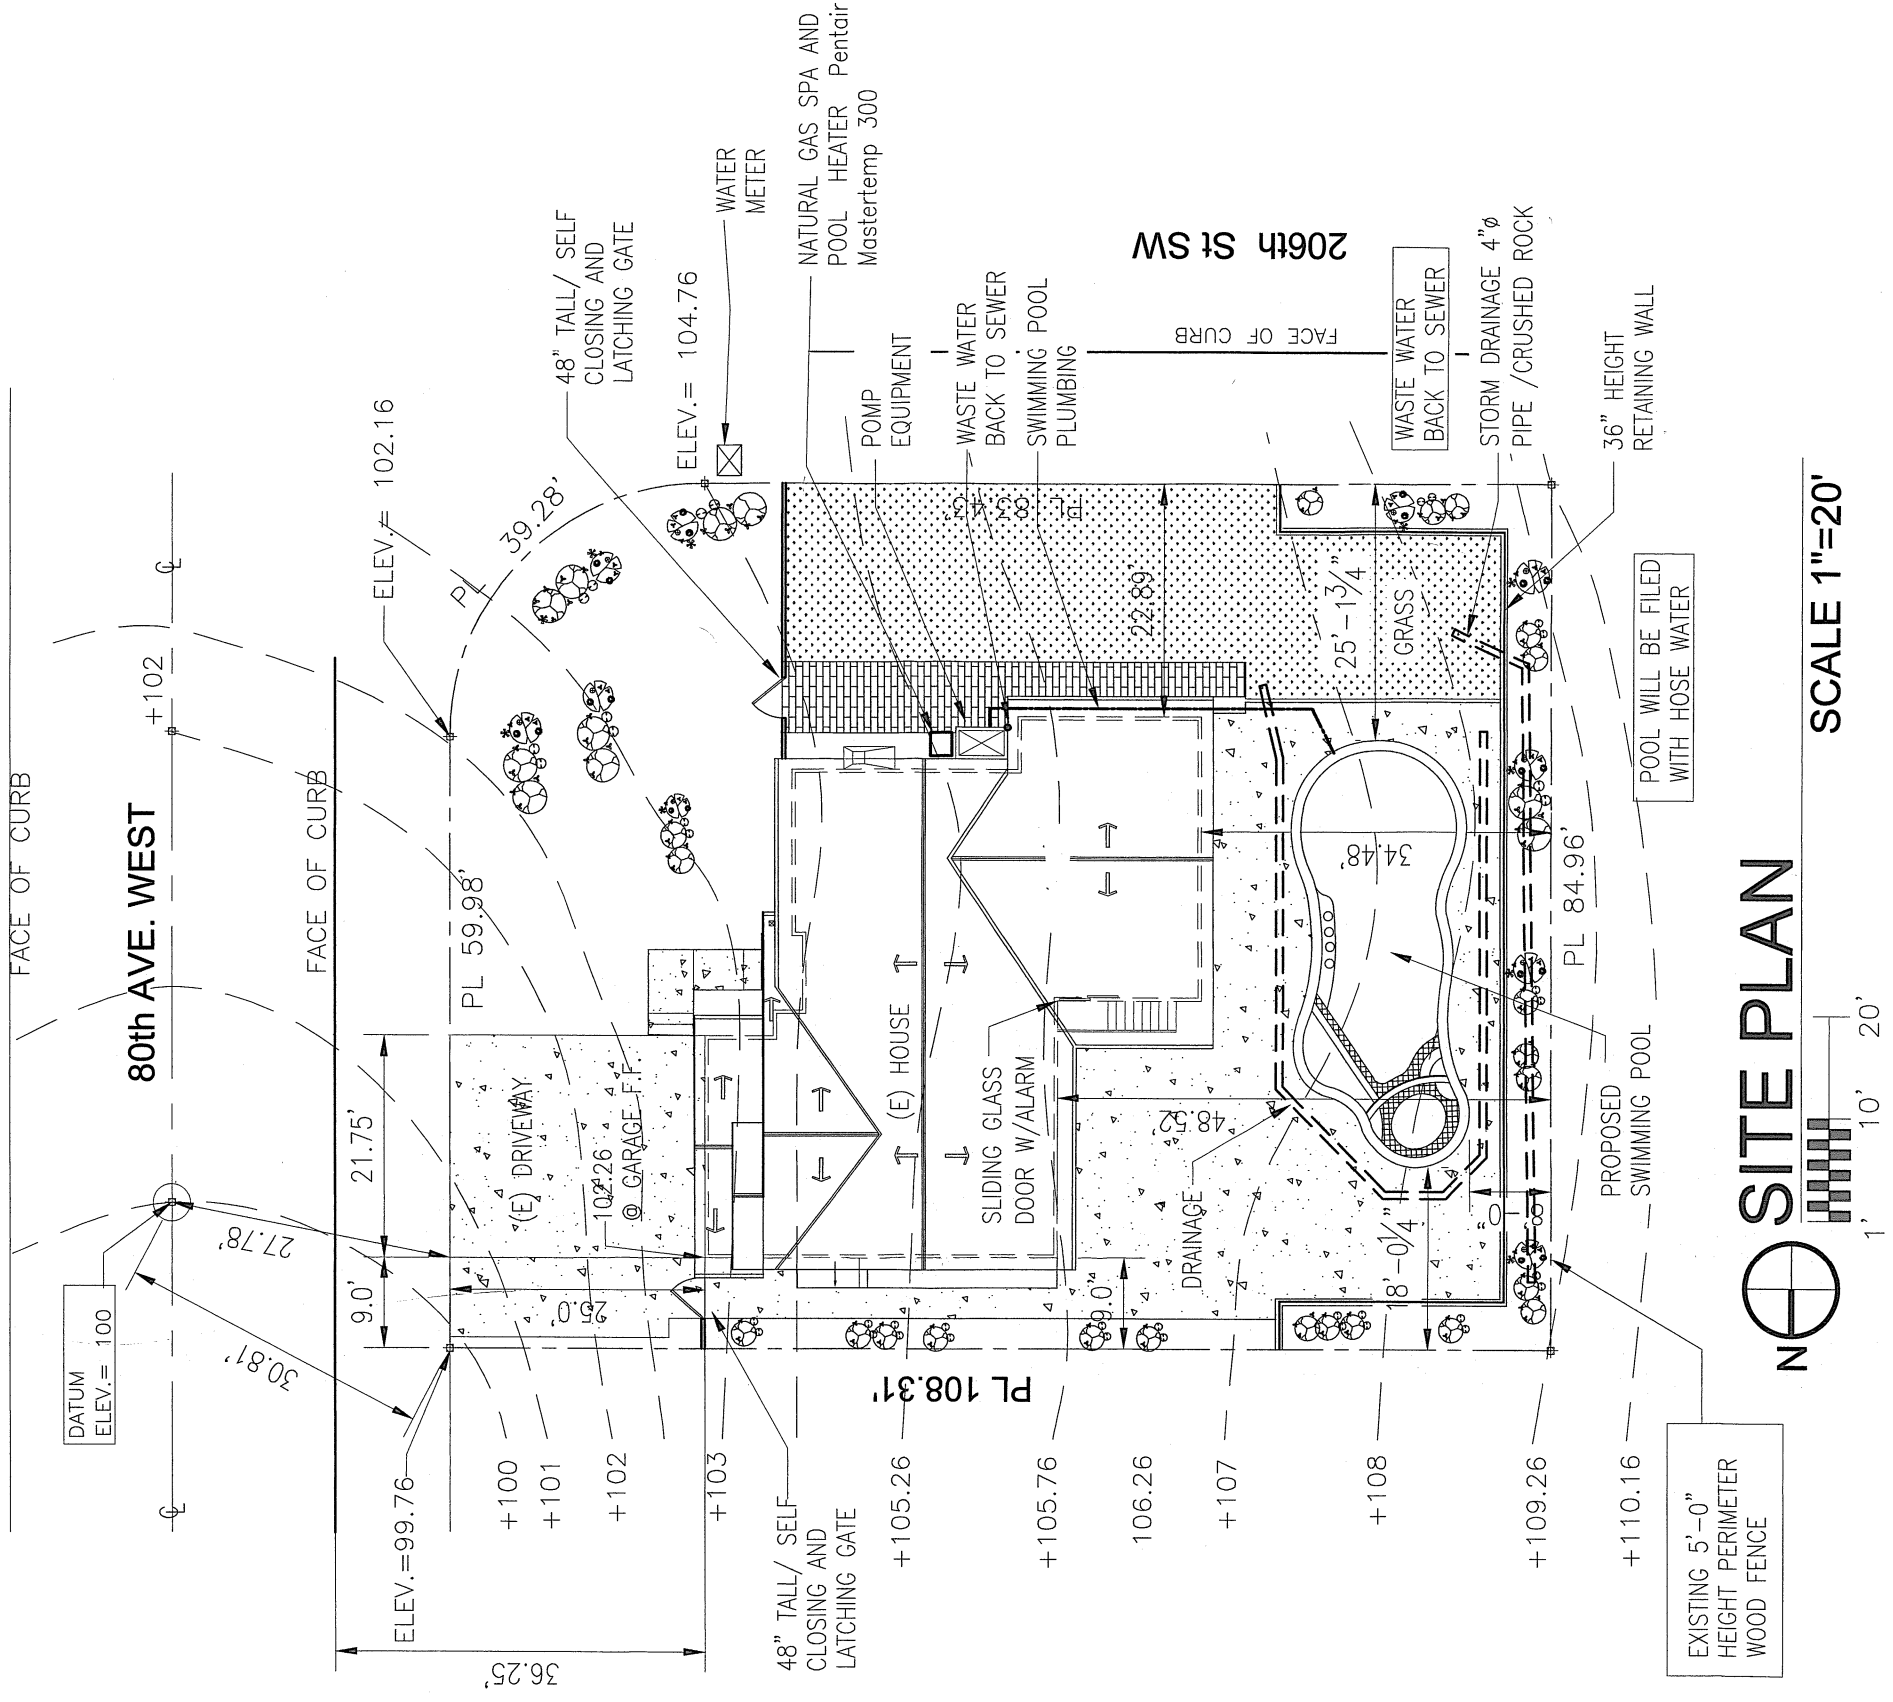 FACE OF CURB
80th AVE. WEST
FACE OF CURB
℄
℄
+102
DATUM
ELEV.= 100
27.78'
30.81'
ELEV.= 102.16
PL
39.28'
PL 59.98'
21.75'
9.0'
(E) DRIVEWAY
102.26
@ GARAGE F.F.
25.0'
ELEV.=99.76
36.25'
48" TALL/ SELF
CLOSING AND
LATCHING GATE
ELEV.= 104.76
WATER
METER
NATURAL GAS SPA AND
POOL HEATER Pentair
Mastertemp 300
POMP
EQUIPMENT
WASTE WATER
BACK TO SEWER
SWIMMING POOL
PLUMBING
206th St SW
FACE OF CURB
WASTE WATER
BACK TO SEWER
STORM DRAINAGE 4"ø
PIPE /CRUSHED ROCK
36" HEIGHT
RETAINING WALL
PL 83.43'
22.89'
25'-1¾"
GRASS
(E) HOUSE
SLIDING GLASS
DOOR W/ALARM
34.48'
48.52'
DRAINAGE
9.0'
18'-0¼"
8'-0"
PL 84.96'
PROPOSED
SWIMMING POOL
POOL WILL BE FILED
WITH HOSE WATER
PL 108.31'
+100
+101
+102
+103
48" TALL/ SELF
CLOSING AND
LATCHING GATE
+105.26
+105.76
106.26
+107
+108
+109.26
+110.16
EXISTING 5'-0"
HEIGHT PERIMETER
WOOD FENCE
N
SITE PLAN
SCALE 1"=20'
1' 10' 20'